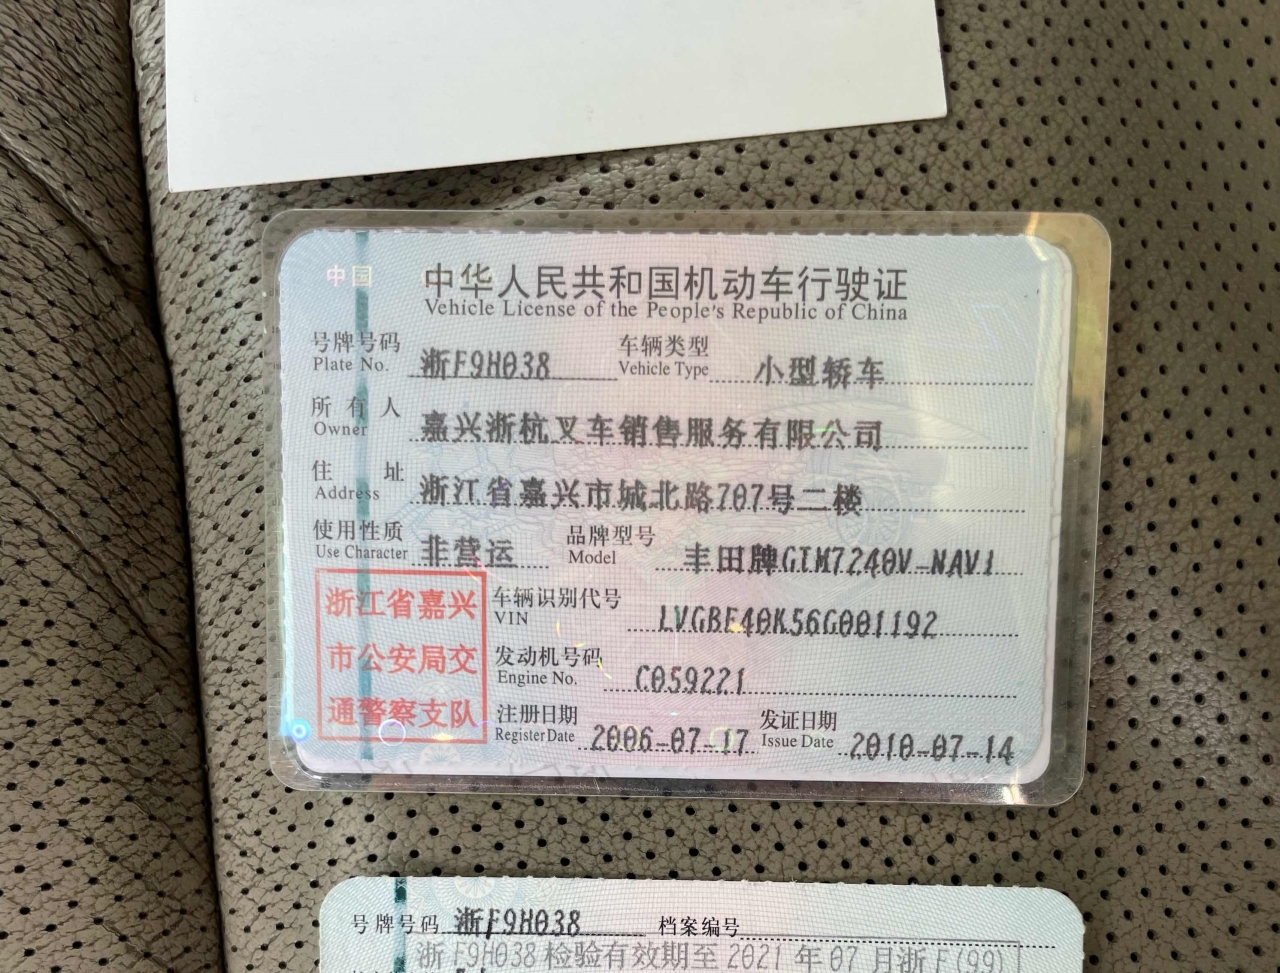 中国
中华人民共和国机动车行驶证
Vehicle License of the People's Republic of China
号牌号码 浙F9H038 车辆类型 小型轿车
Plate No. Vehicle Type
所有人 嘉兴浙杭叉车销售服务有限公司
Owner
住址 浙江省嘉兴市城北路707号二楼
Address
使用性质 非营运 品牌型号 丰田牌GTM7240V-NAVI
Use Character Model
浙江省嘉兴
市公安局交
通警察支队
车辆识别代号 LVGBE40K56G001192
VIN
发动机号码 C059221
Engine No.
注册日期 2006-07-17 发证日期 2010-07-14
Register Date Issue Date
号牌号码 浙F9H038 档案编号
浙F9H038 检验有效期至 2021 年 07 月浙F(99)